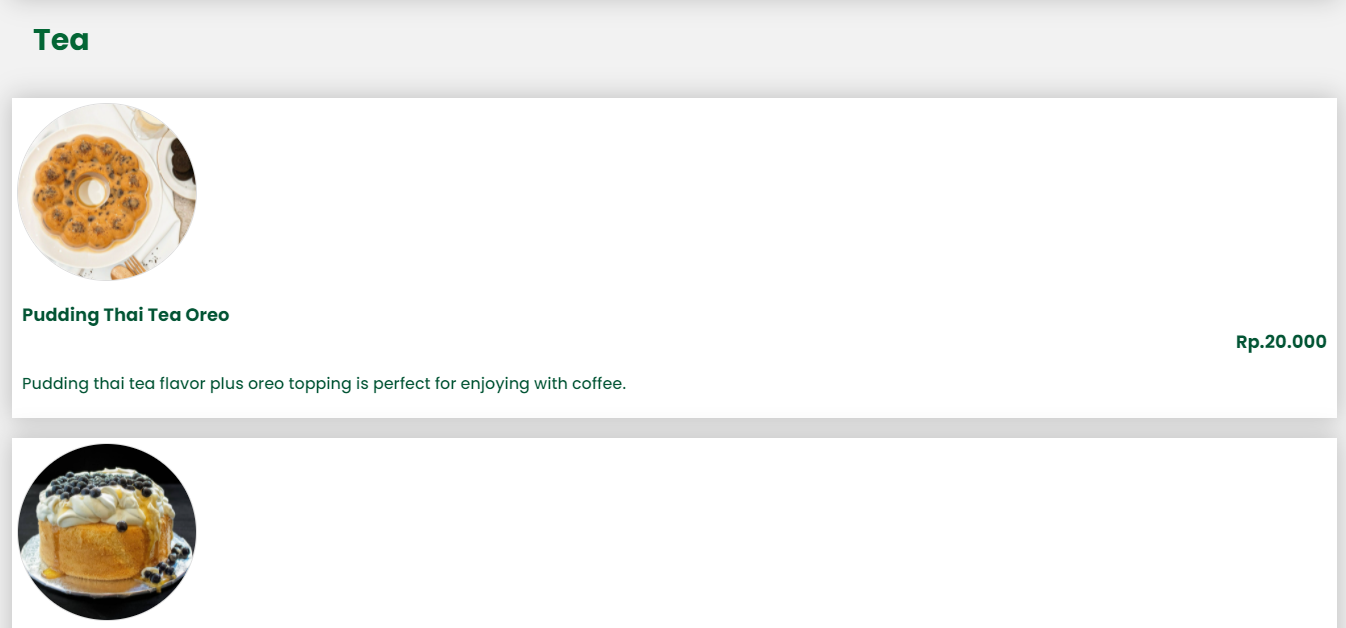 Tea
Pudding Thai Tea Oreo
Rp.20.000
Pudding thai tea flavor plus oreo topping is perfect for enjoying with coffee.